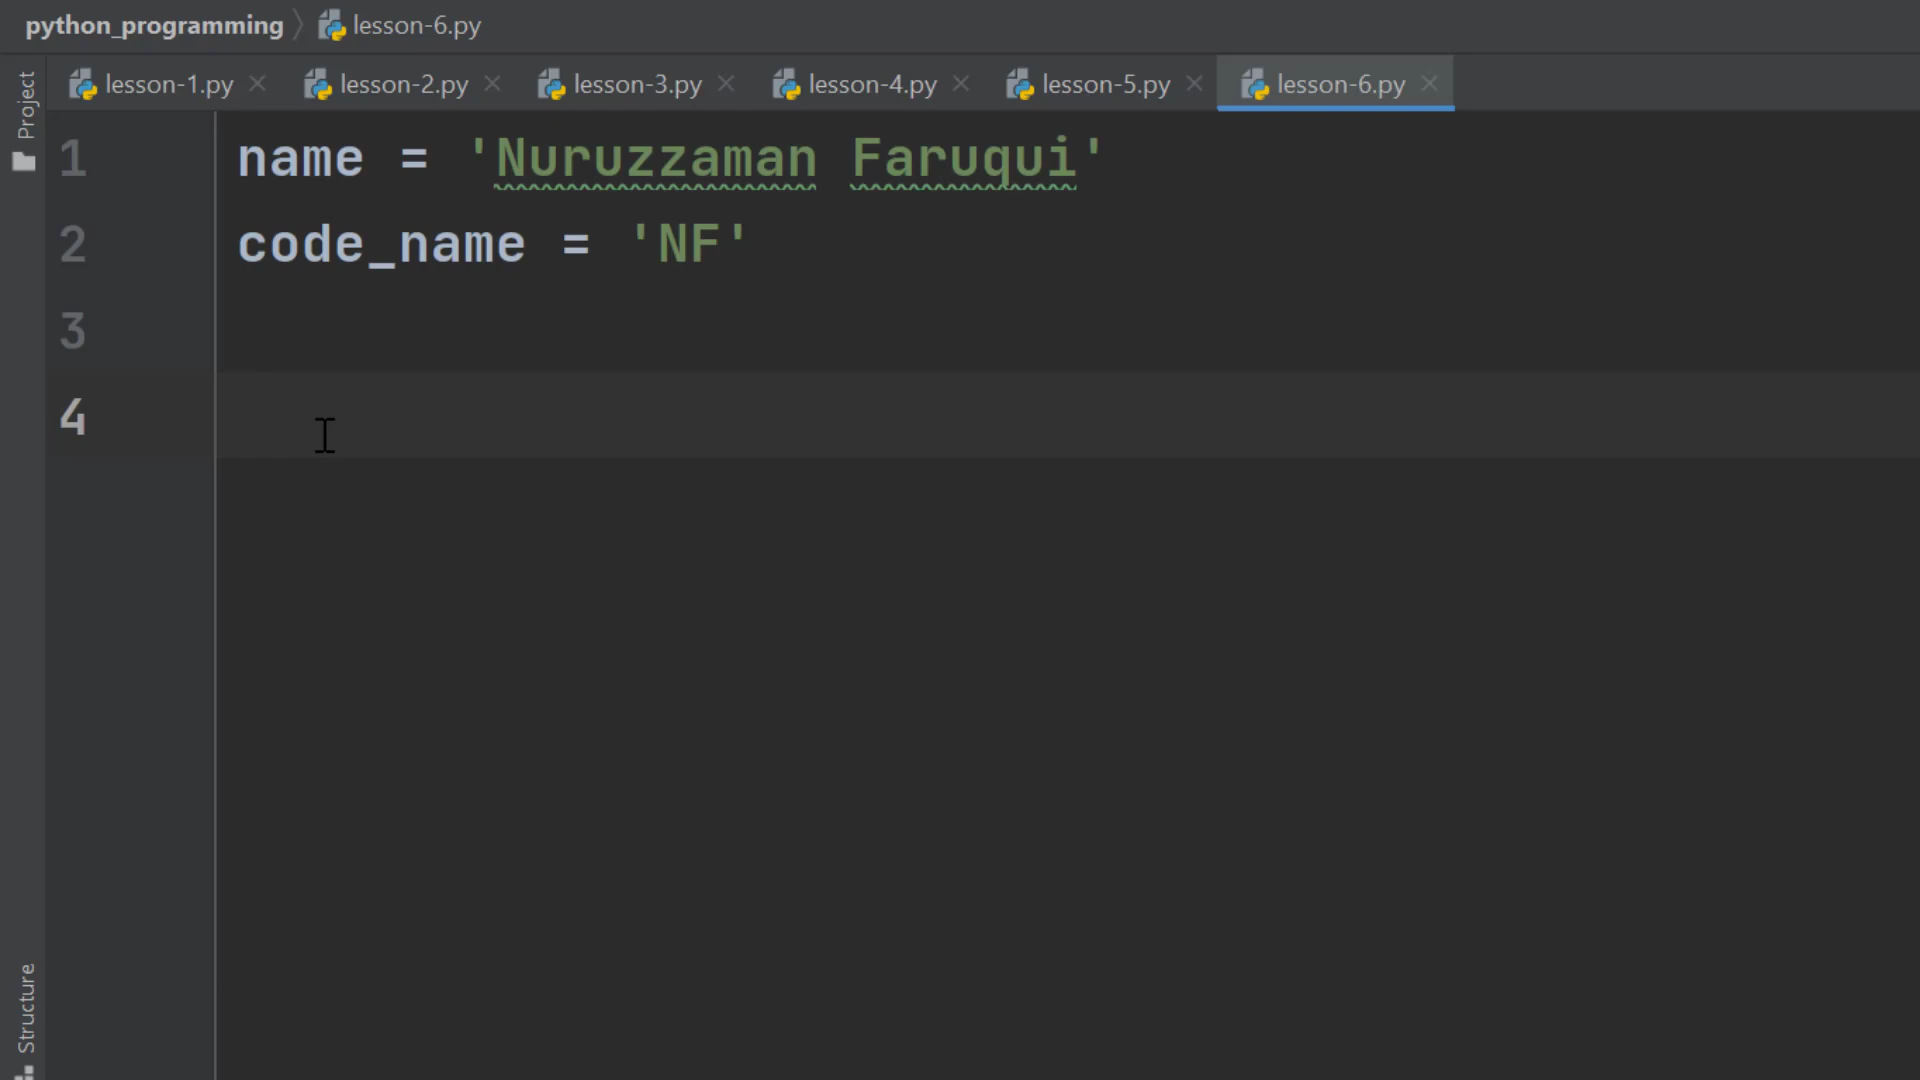 python_programming lesson-6.py
lesson-1.py lesson-2.py lesson-3.py lesson-4.py lesson-5.py lesson-6.py
Project
1 name = 'Nuruzzaman Faruqui'
2 code_name = 'NF'
3
4
Structure